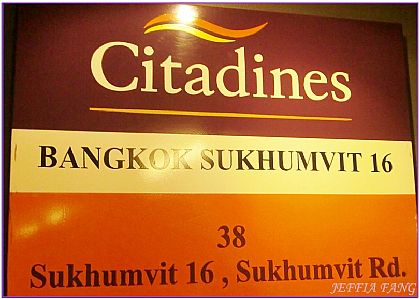 Citadines
BANGKOK SUKHUMVIT 16
38
Sukhumvit 16 , Sukhumvit Rd.
JEFFIA FANG